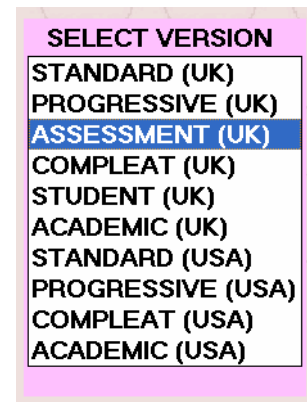 SELECT VERSION
STANDARD (UK)
PROGRESSIVE (UK)
ASSESSMENT (UK)
COMPLEAT (UK)
STUDENT (UK)
ACADEMIC (UK)
STANDARD (USA)
PROGRESSIVE (USA)
COMPLEAT (USA)
ACADEMIC (USA)